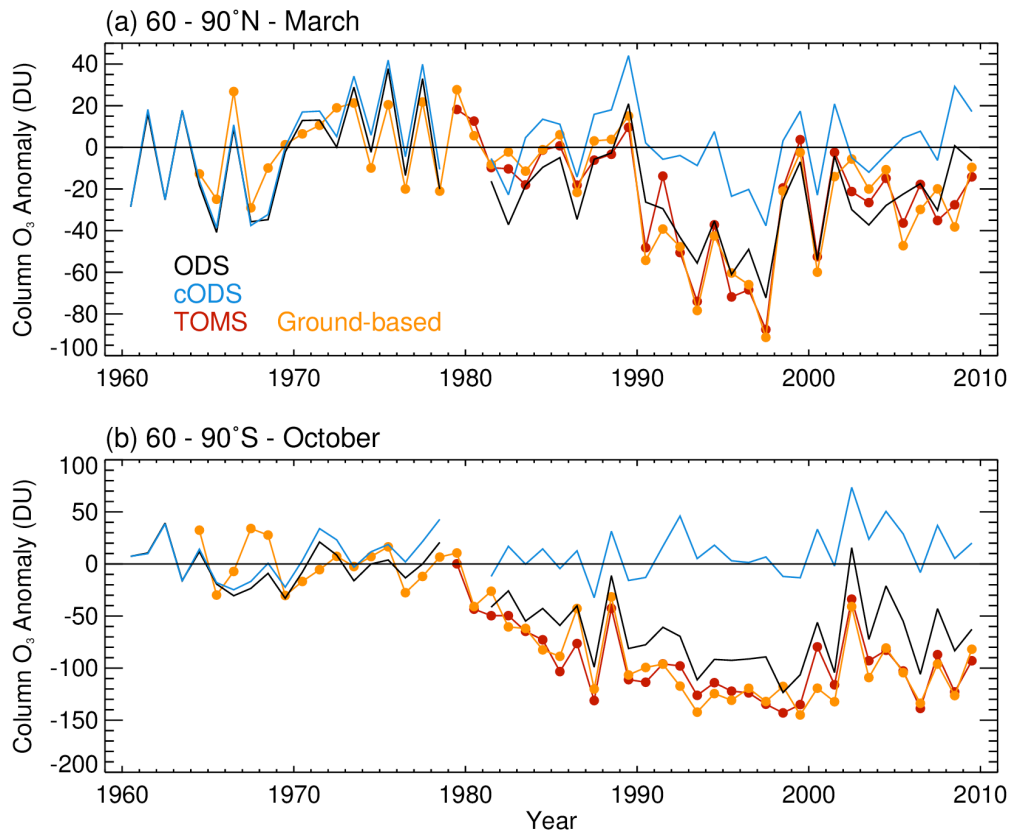 (a) 60 - 90˚N - March
Column O₃ Anomaly (DU)
40
20
0
-20
-40
-60
-80
-100
ODS
cODS
TOMS Ground-based
1960 1970 1980 1990 2000 2010
(b) 60 - 90˚S - October
Column O₃ Anomaly (DU)
100
50
0
-50
-100
-150
-200
1960 1970 1980 1990 2000 2010
Year